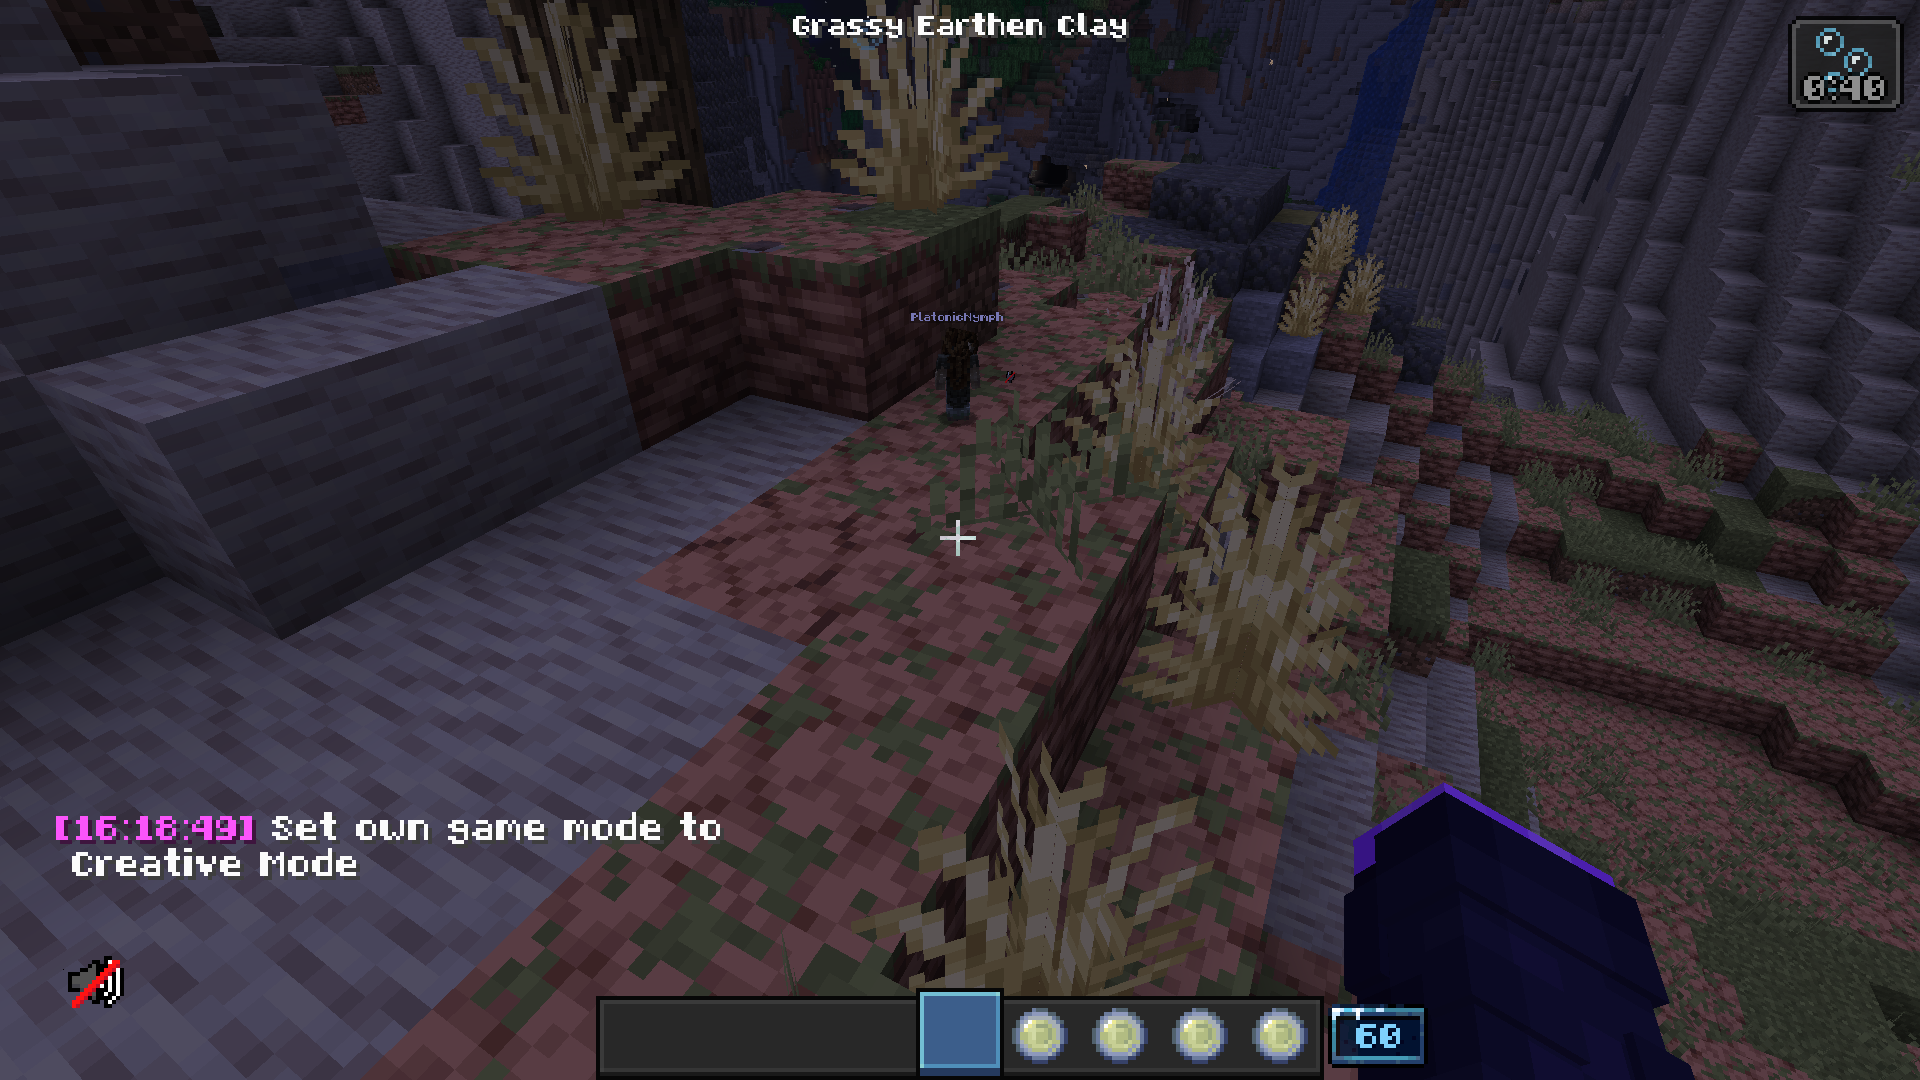 Grassy Earthen Clay
0:40
PlatonicNymph
[16:18:49] Set own game mode to
Creative Mode
60